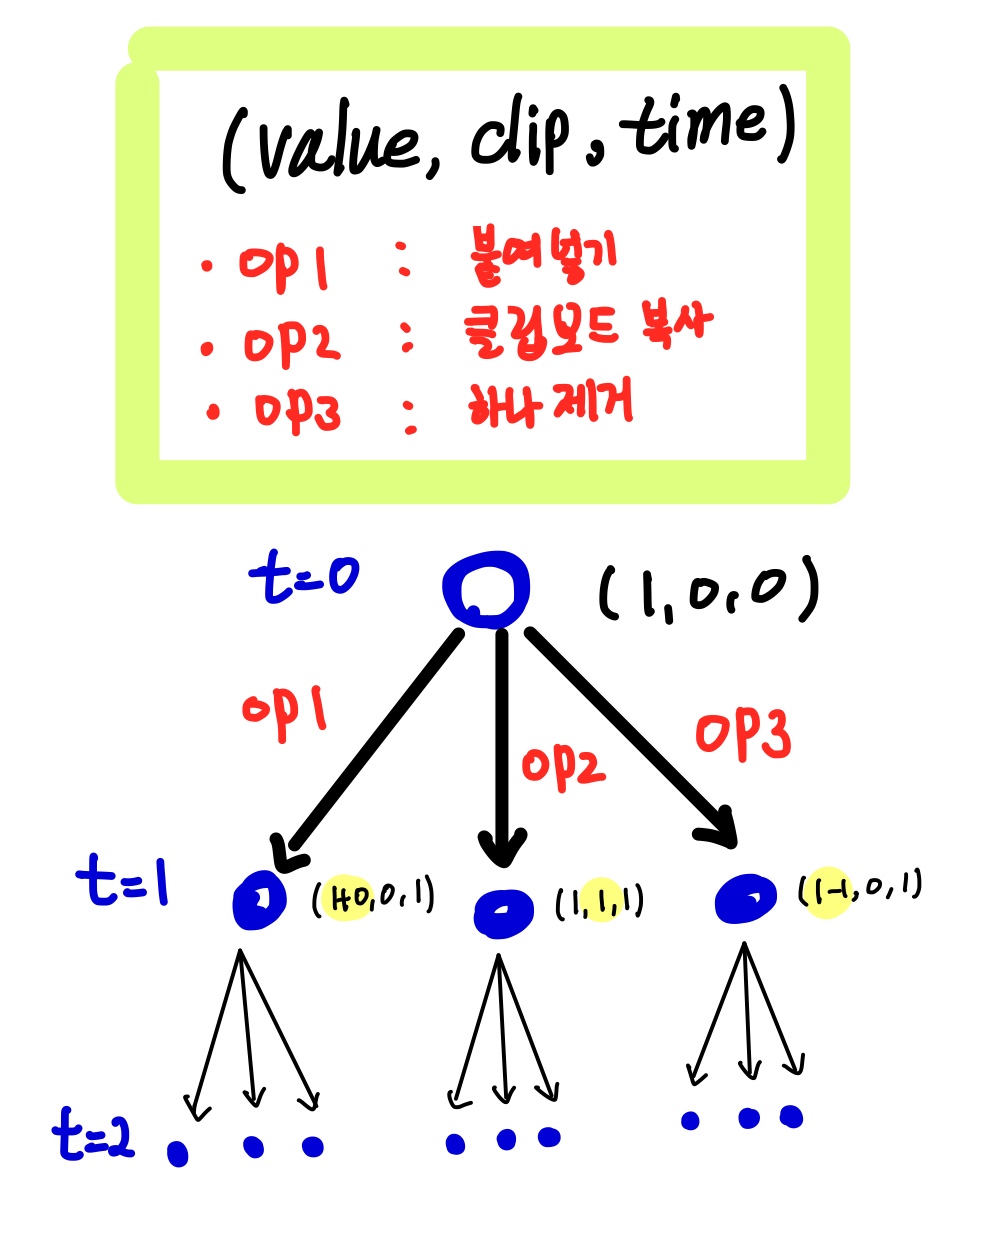 (value, clip, time)
• op1 : 붙여넣기
• op2 : 클립보드 복사
• op3 : 하나 제거
t=0 (1,0,0)
op1 op2 op3
t=1 (1+0,0,1) (1,1,1) (1-1,0,1)
t=2